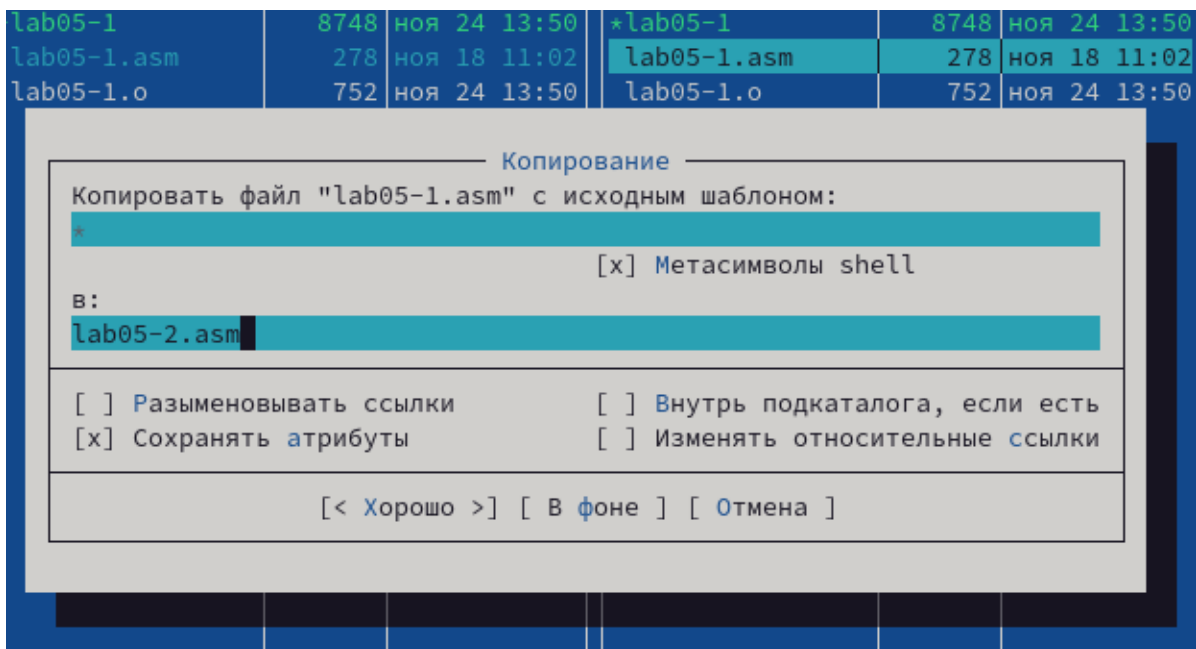 lab05-1 8748 ноя 24 13:50 *lab05-1 8748 ноя 24 13:50
lab05-1.asm 278 ноя 18 11:02 lab05-1.asm 278 ноя 18 11:02
lab05-1.o 752 ноя 24 13:50 lab05-1.o 752 ноя 24 13:50
Копирование
Копировать файл "lab05-1.asm" с исходным шаблоном:
*
[x] Метасимволы shell
в:
lab05-2.asm
[ ] Разыменовывать ссылки [ ] Внутрь подкаталога, если есть
[x] Сохранять атрибуты [ ] Изменять относительные ссылки
[< Хорошо >] [ В фоне ] [ Отмена ]